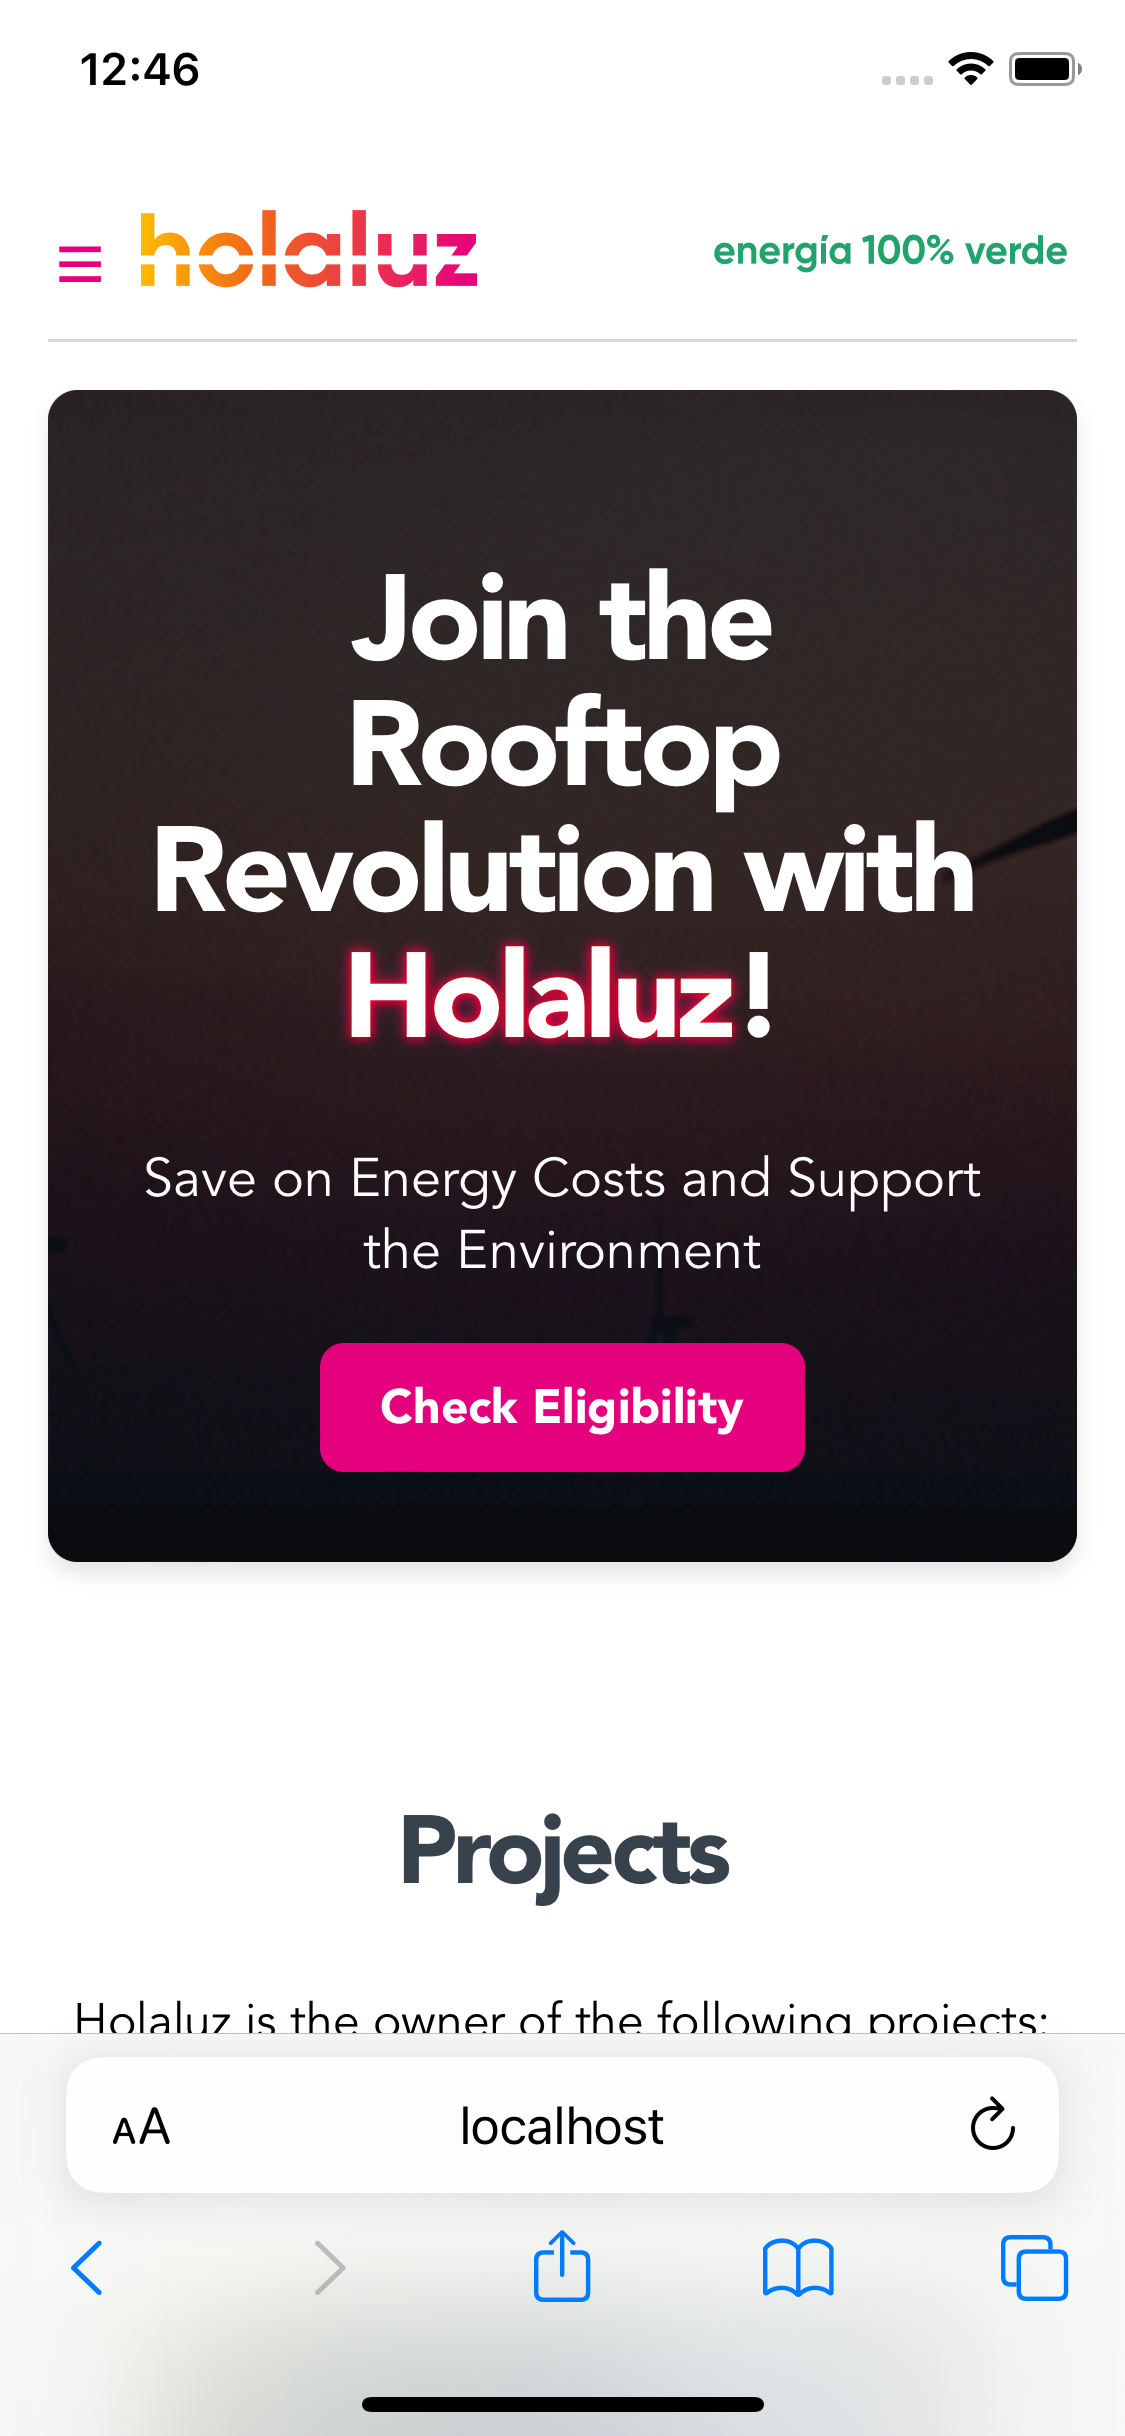 12:46
holaluz
energía 100% verde
Join the
Rooftop
Revolution with
Holaluz!
Save on Energy Costs and Support
the Environment
Check Eligibility
Projects
Holaluz is the owner of the following projects:
AA
localhost